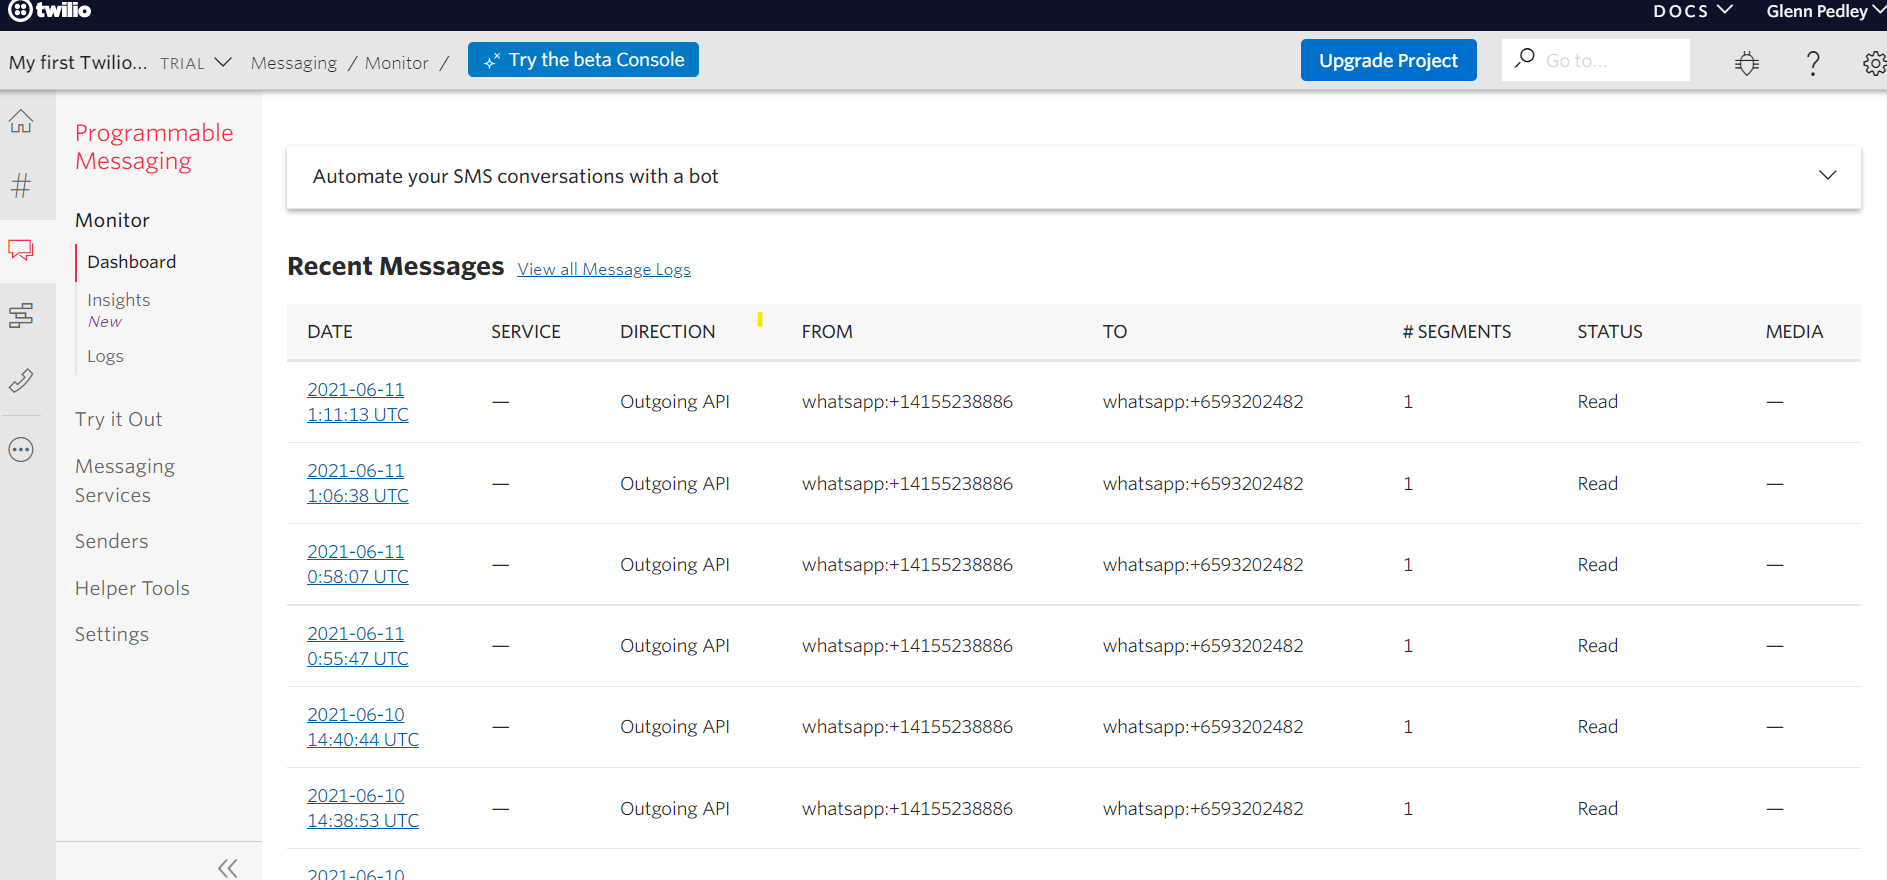 twilio
DOCS Glenn Pedley
My first Twilio... TRIAL Messaging / Monitor / Try the beta Console Upgrade Project Go to...
Programmable
Messaging
Monitor
Dashboard
Insights
New
Logs
Try it Out
Messaging
Services
Senders
Helper Tools
Settings
Automate your SMS conversations with a bot
Recent Messages View all Message Logs
DATE SERVICE DIRECTION FROM TO # SEGMENTS STATUS MEDIA
2021-06-11
1:11:13 UTC — Outgoing API whatsapp:+14155238886 whatsapp:+6593202482 1 Read —
2021-06-11
1:06:38 UTC — Outgoing API whatsapp:+14155238886 whatsapp:+6593202482 1 Read —
2021-06-11
0:58:07 UTC — Outgoing API whatsapp:+14155238886 whatsapp:+6593202482 1 Read —
2021-06-11
0:55:47 UTC — Outgoing API whatsapp:+14155238886 whatsapp:+6593202482 1 Read —
2021-06-10
14:40:44 UTC — Outgoing API whatsapp:+14155238886 whatsapp:+6593202482 1 Read —
2021-06-10
14:38:53 UTC — Outgoing API whatsapp:+14155238886 whatsapp:+6593202482 1 Read —
2021-06-10